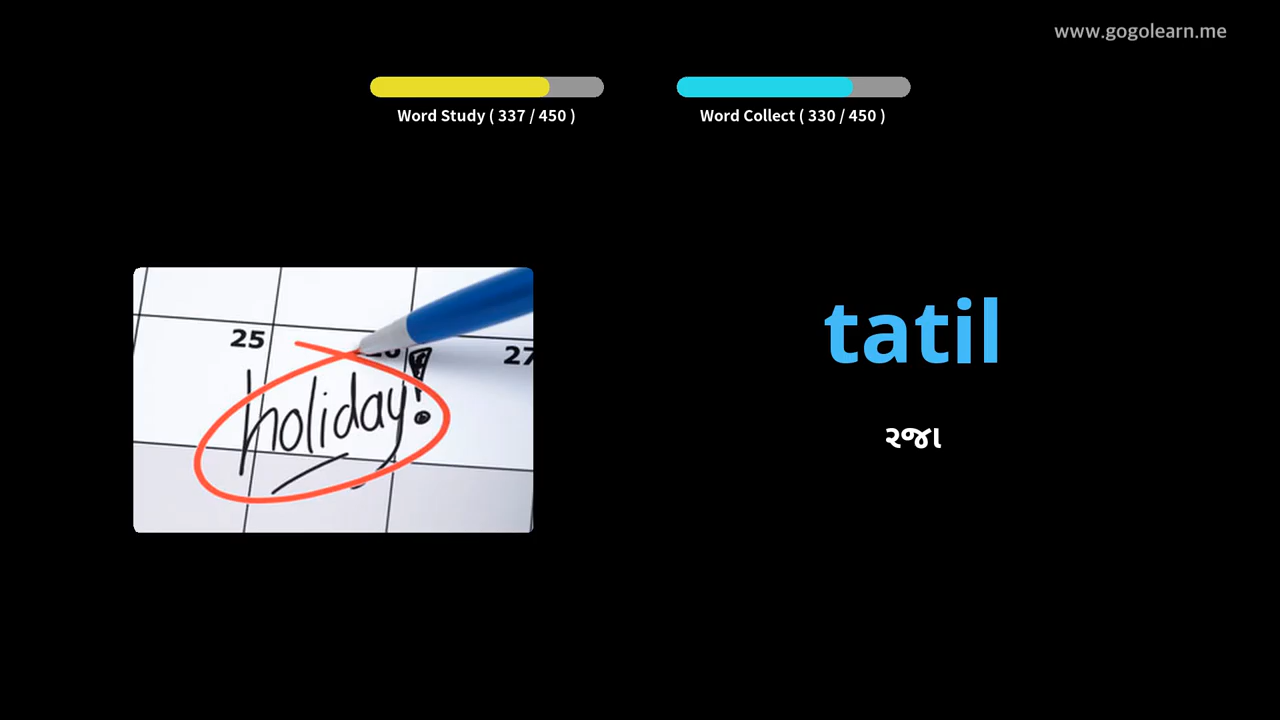 www.gogolearn.me
Word Study ( 337 / 450 )
Word Collect ( 330 / 450 )
25
27
holiday!
tatil
રજા